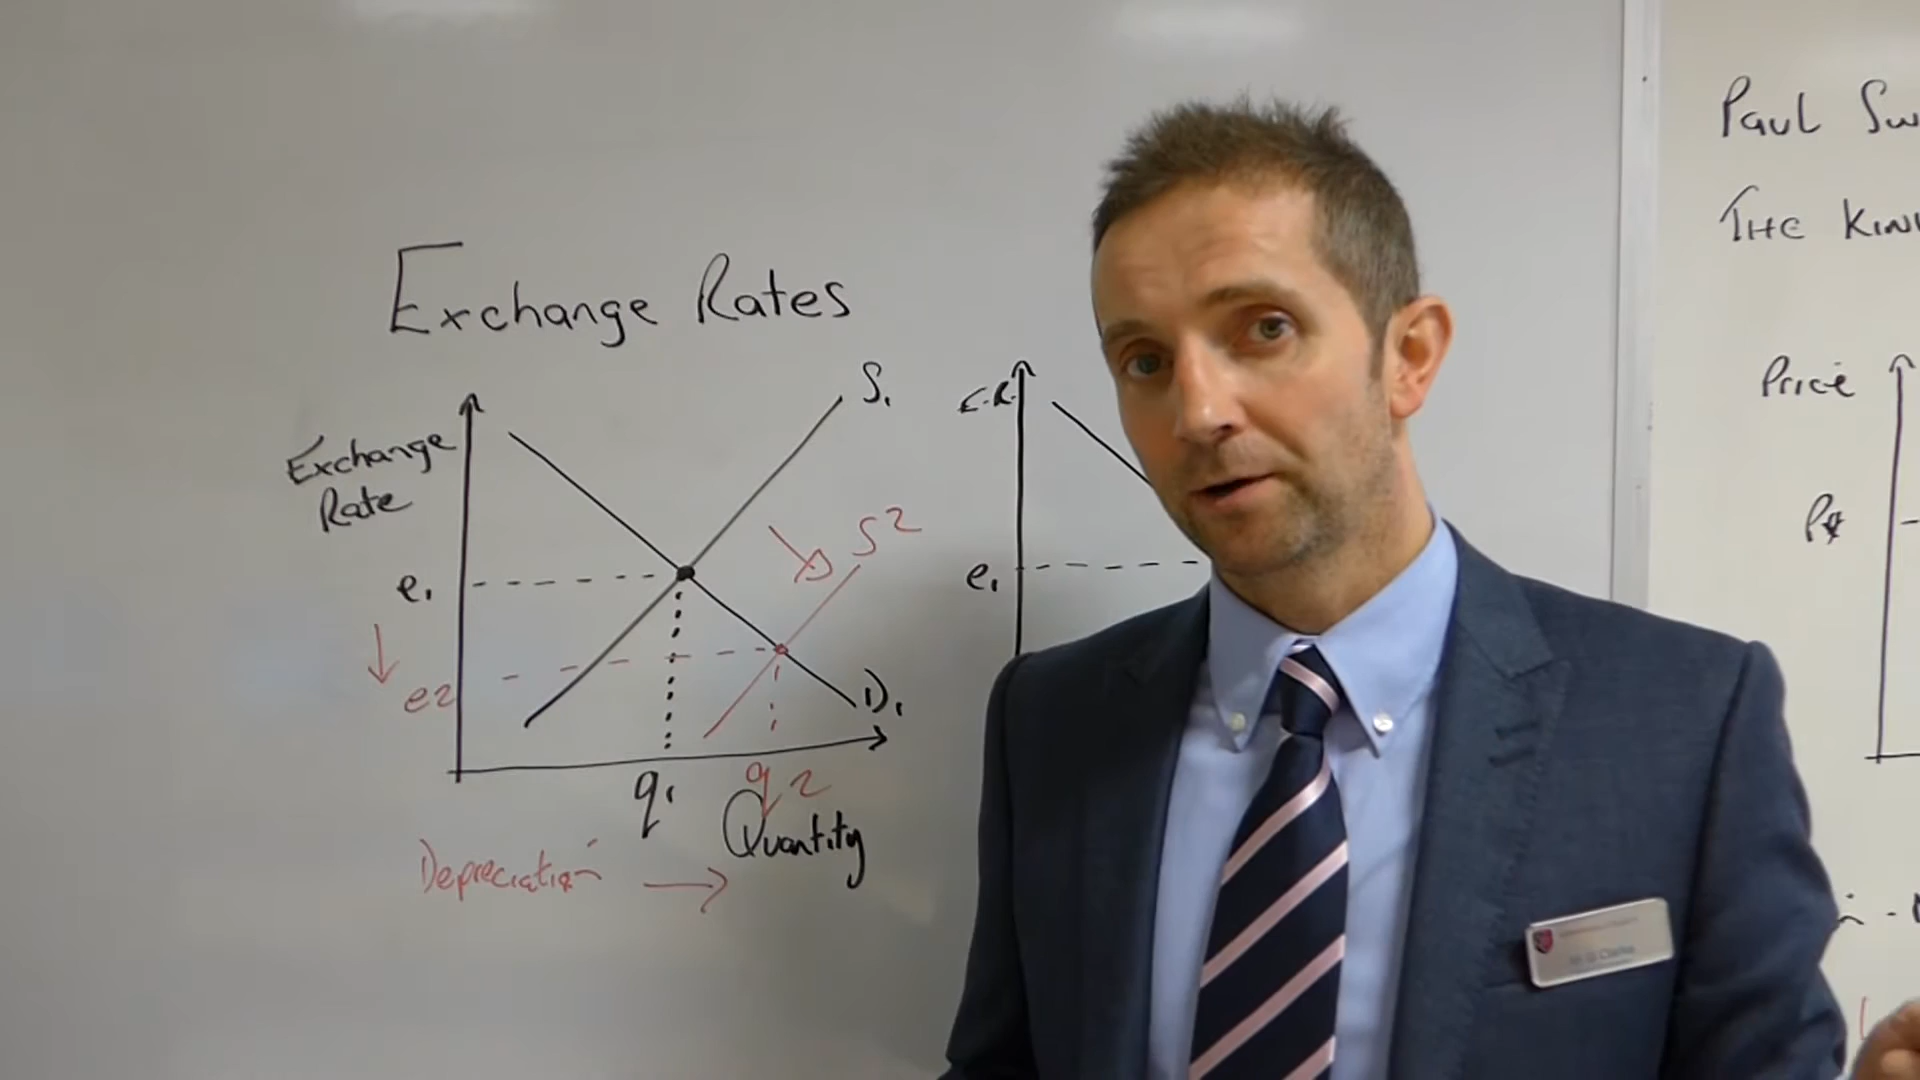 Exchange Rates
Exchange
Rate
S1
S2
e1
e2
D1
q1
q2
Quantity
Depreciation
E.R.
e1
Paul
THE
Price